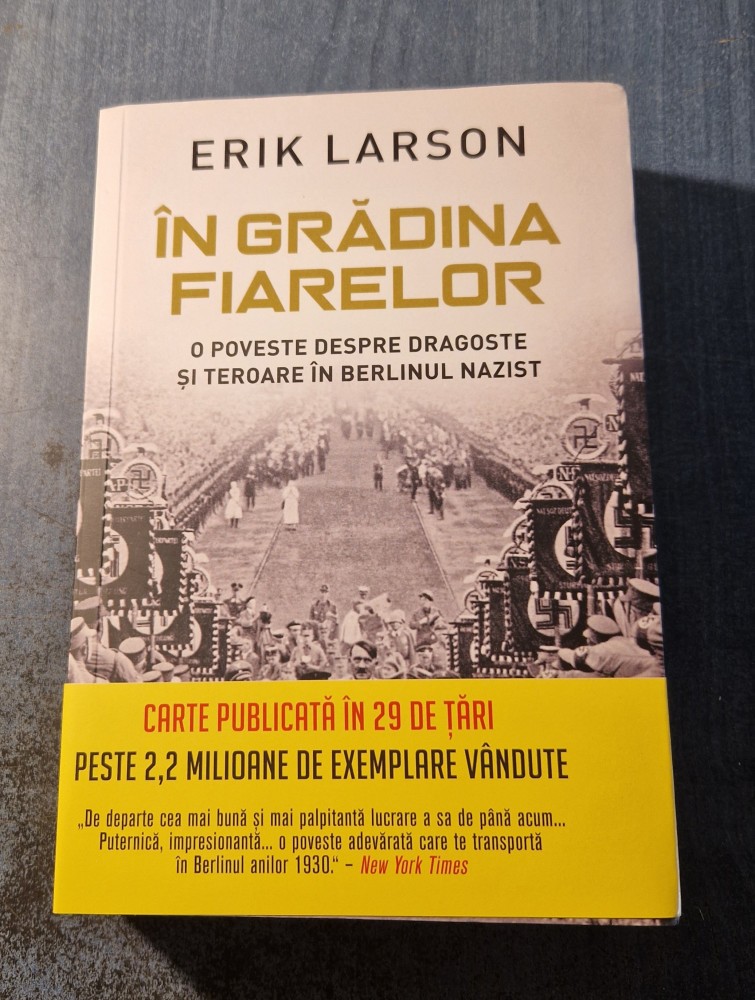 ERIK LARSON
ÎN GRĂDINA
FIARELOR
O POVESTE DESPRE DRAGOSTE
ȘI TEROARE ÎN BERLINUL NAZIST
CARTE PUBLICATĂ ÎN 29 DE ȚĂRI
PESTE 2,2 MILIOANE DE EXEMPLARE VÂNDUTE
„De departe cea mai bună și mai palpitantă lucrare a sa de până acum...
Puternică, impresionantă... o poveste adevărată care te transportă
în Berlinul anilor 1930.“ – New York Times